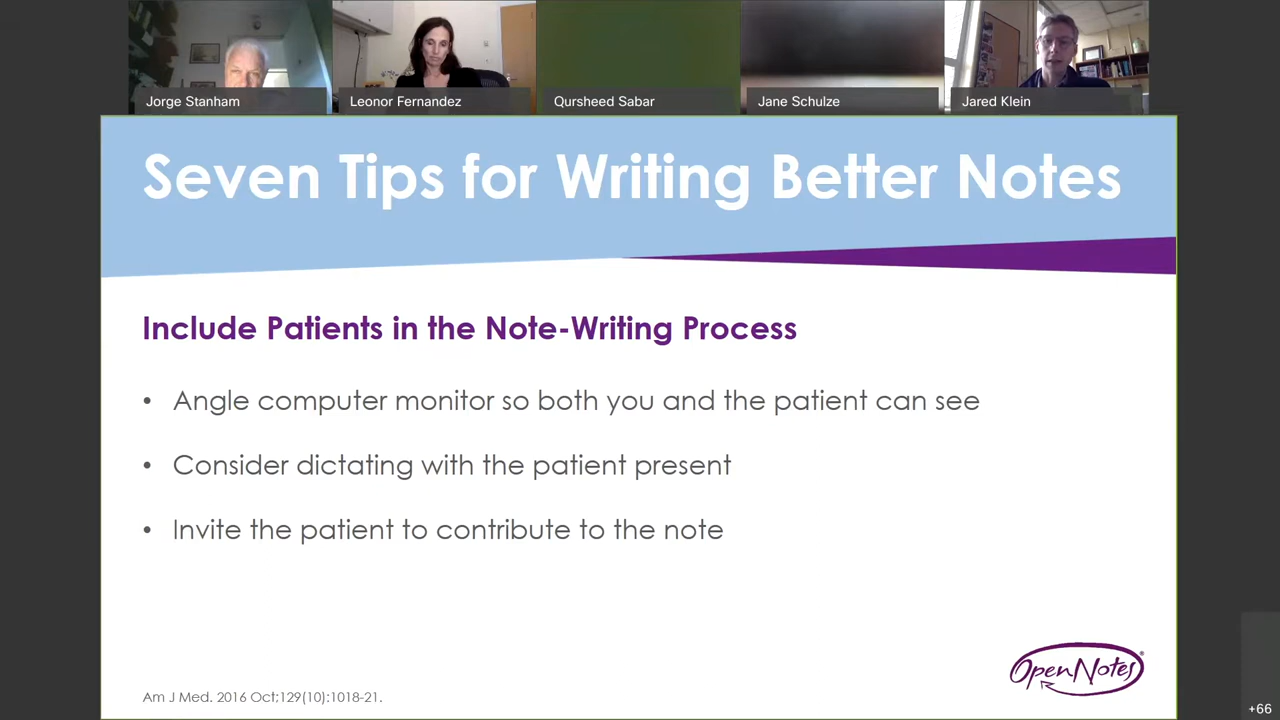 Jorge Stanham
Leonor Fernandez
Qursheed Sabar
Jane Schulze
Jared Klein
Seven Tips for Writing Better Notes
Include Patients in the Note-Writing Process
• Angle computer monitor so both you and the patient can see
• Consider dictating with the patient present
• Invite the patient to contribute to the note
OpenNotes®
Am J Med. 2016 Oct;129(10):1018-21.
+66